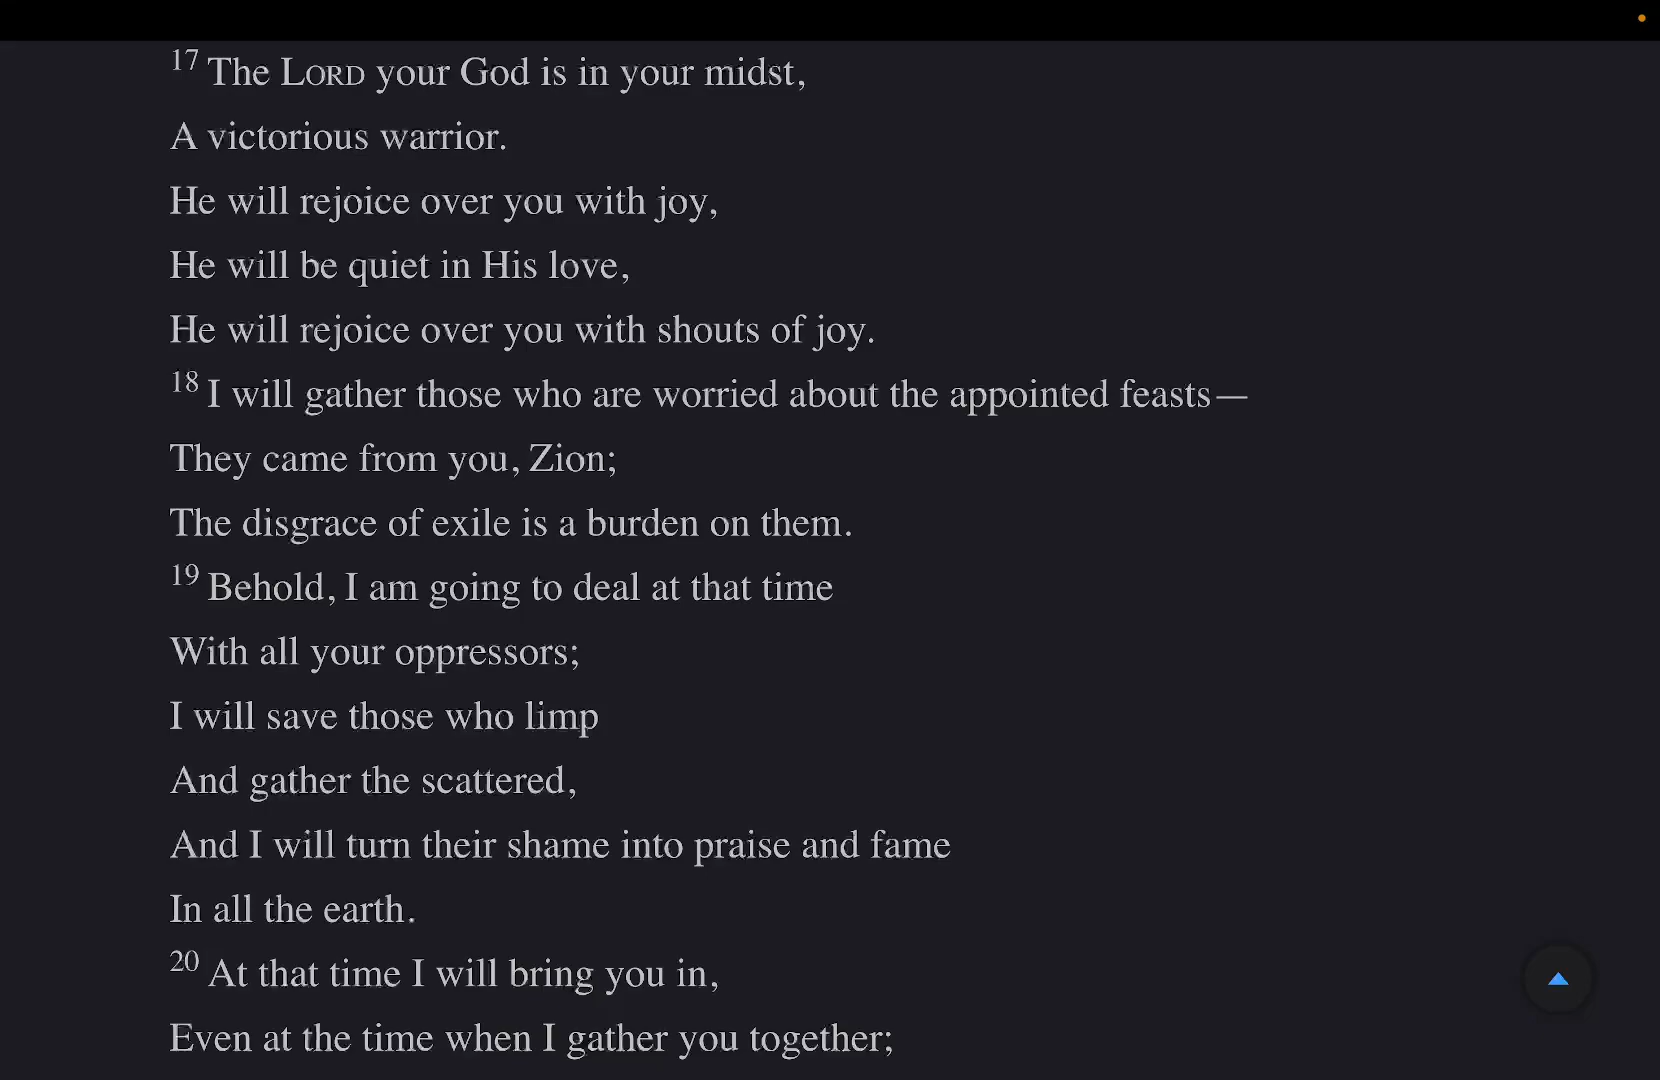 17 The LORD your God is in your midst,
A victorious warrior.
He will rejoice over you with joy,
He will be quiet in His love,
He will rejoice over you with shouts of joy.
18 I will gather those who are worried about the appointed feasts—
They came from you, Zion;
The disgrace of exile is a burden on them.
19 Behold, I am going to deal at that time
With all your oppressors;
I will save those who limp
And gather the scattered,
And I will turn their shame into praise and fame
In all the earth.
20 At that time I will bring you in,
Even at the time when I gather you together;